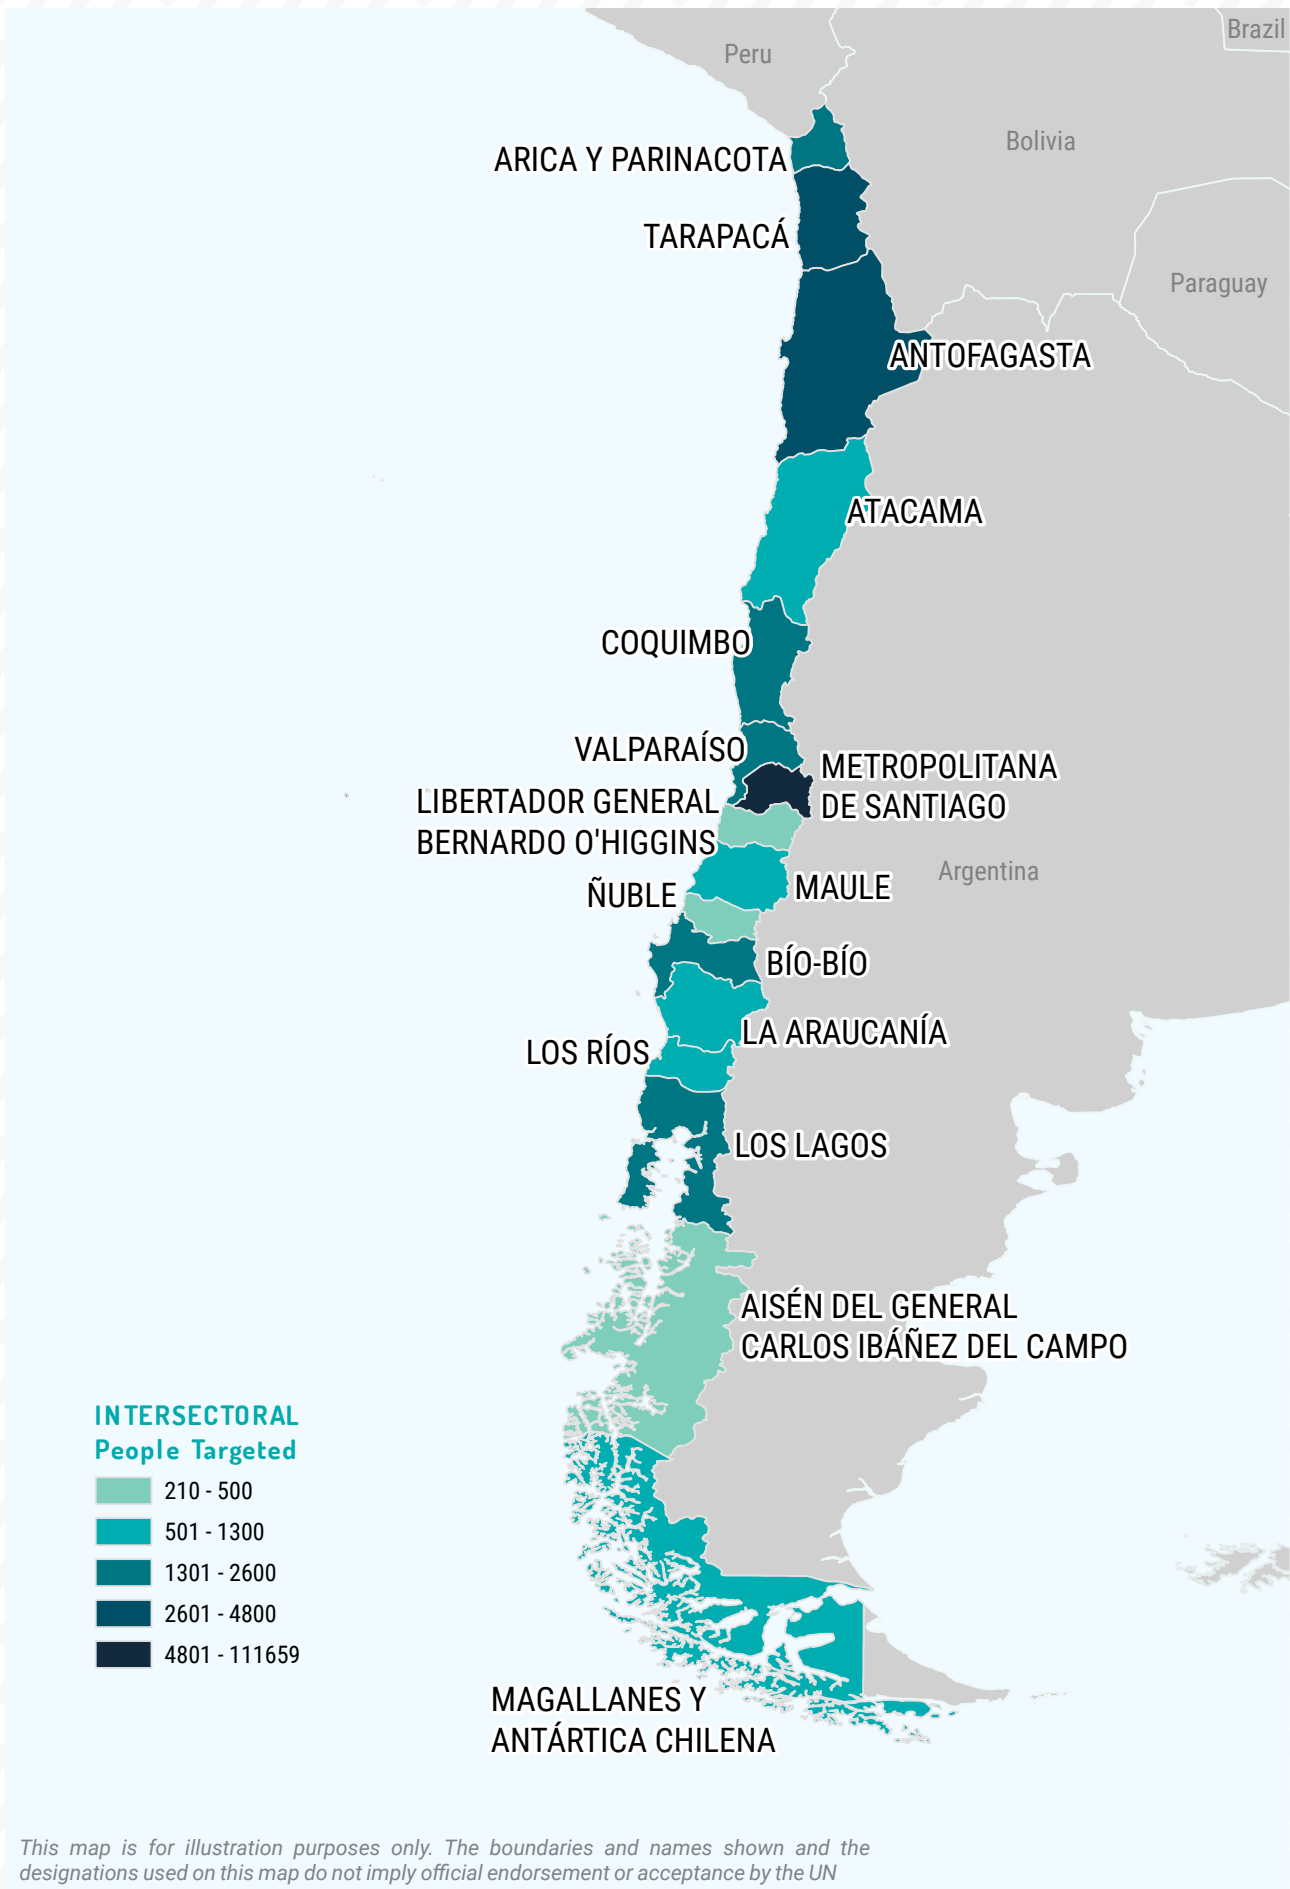 Brazil
Peru
Bolivia
ARICA Y PARINACOTA
TARAPACÁ
Paraguay
ANTOFAGASTA
ATACAMA
COQUIMBO
VALPARAÍSO
METROPOLITANA
DE SANTIAGO
LIBERTADOR GENERAL
BERNARDO O'HIGGINS
Argentina
MAULE
ÑUBLE
BÍO-BÍO
LA ARAUCANÍA
LOS RÍOS
LOS LAGOS
AISÉN DEL GENERAL
CARLOS IBÁÑEZ DEL CAMPO
INTERSECTORAL
People Targeted
210 - 500
501 - 1300
1301 - 2600
2601 - 4800
4801 - 111659
MAGALLANES Y
ANTÁRTICA CHILENA
This map is for illustration purposes only. The boundaries and names shown and the
designations used on this map do not imply official endorsement or acceptance by the UN